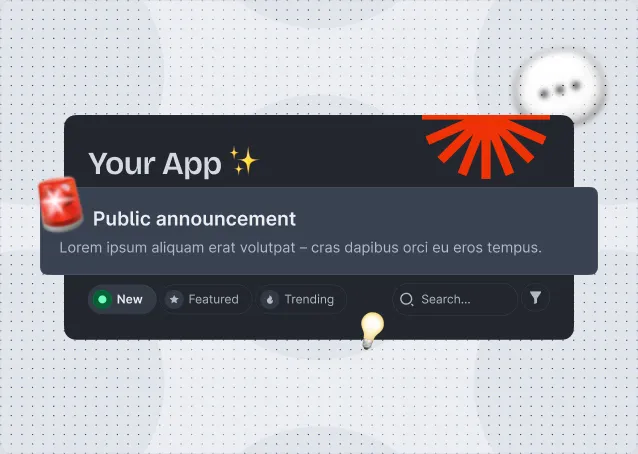 Your App ✨
Public announcement
Lorem ipsum aliquam erat volutpat – cras dapibus orci eu eros tempus.
New Featured Trending Search...